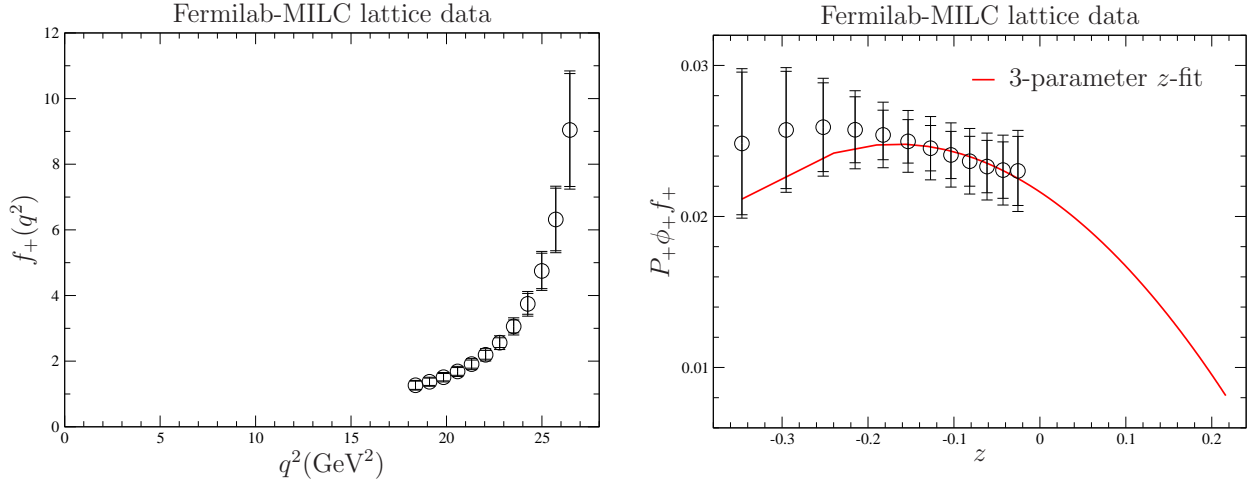 Fermilab-MILC lattice data
12
10
8
6
4
2
0
f₊(q²)
0 5 10 15 20 25
q²(GeV²)
Fermilab-MILC lattice data
3-parameter z-fit
0.03
0.02
0.01
P₊ϕ₊f₊
-0.3 -0.2 -0.1 0 0.1 0.2
z